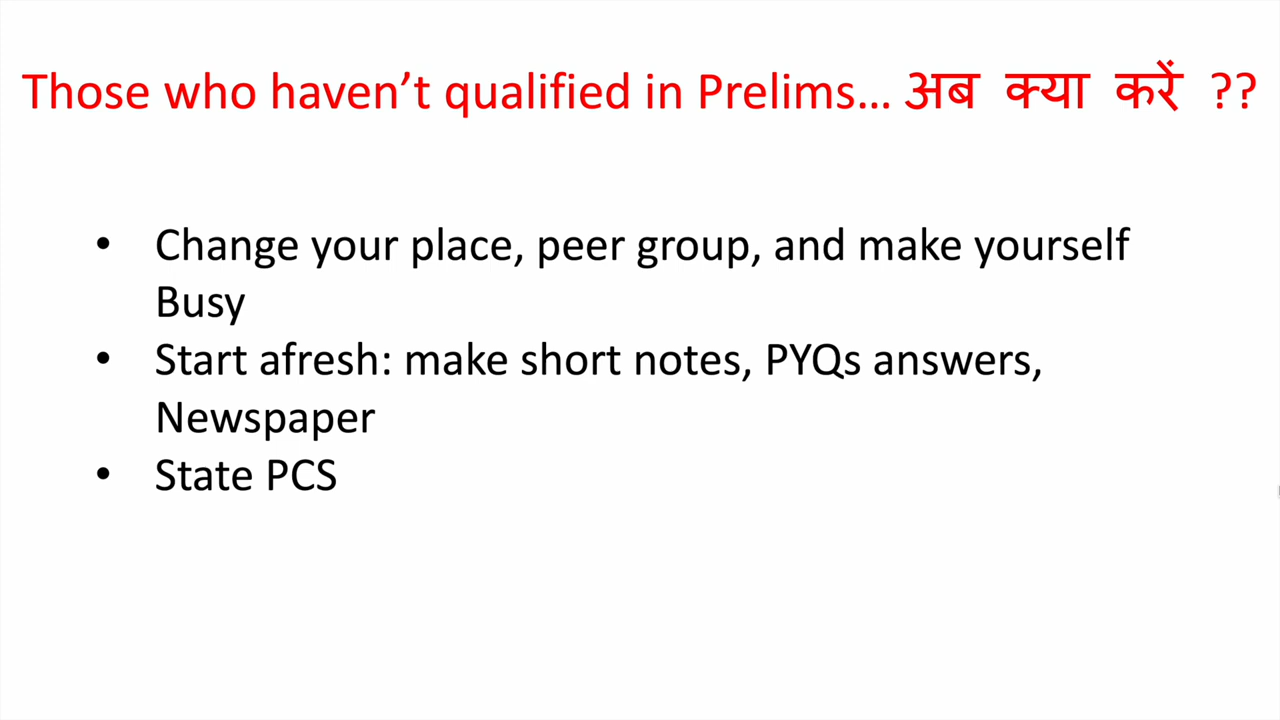 Those who haven’t qualified in Prelims... अब क्या करें ??
• Change your place, peer group, and make yourself
Busy
• Start afresh: make short notes, PYQs answers,
Newspaper
• State PCS